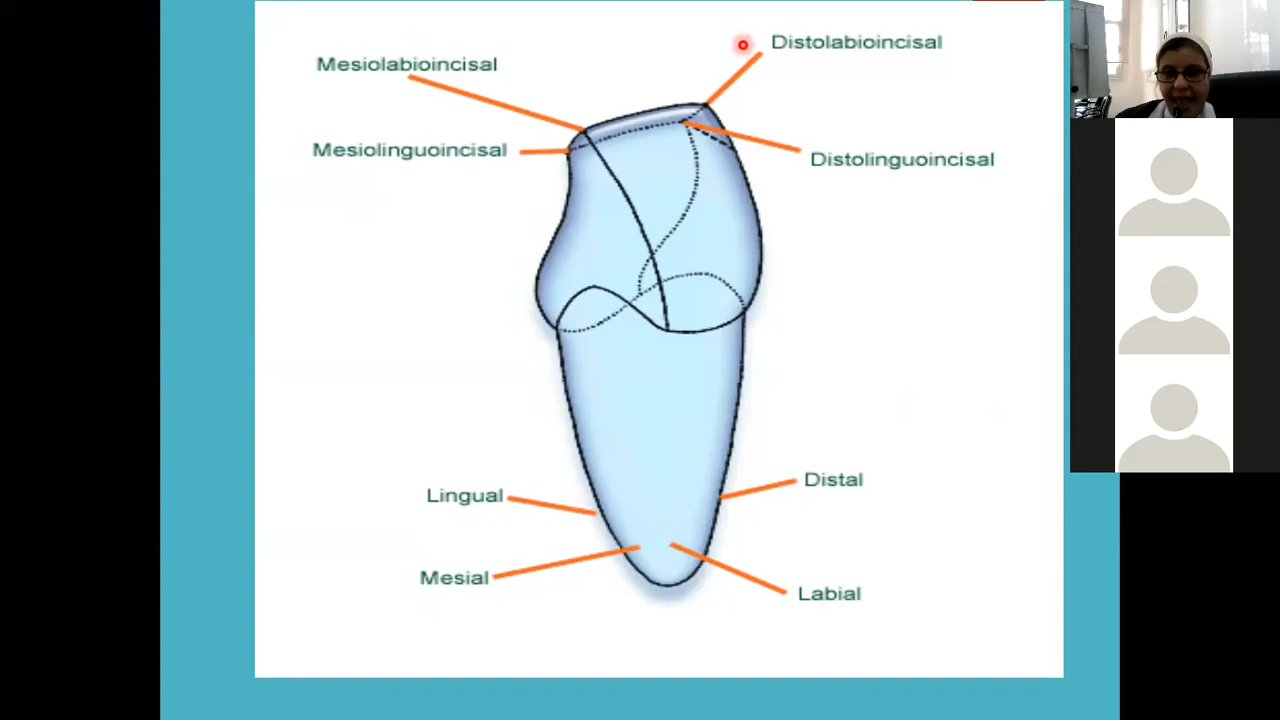 Distolabioincisal
Mesiolabioincisal
Mesiolinguoincisal
Distolinguoincisal
Distal
Lingual
Mesial
Labial